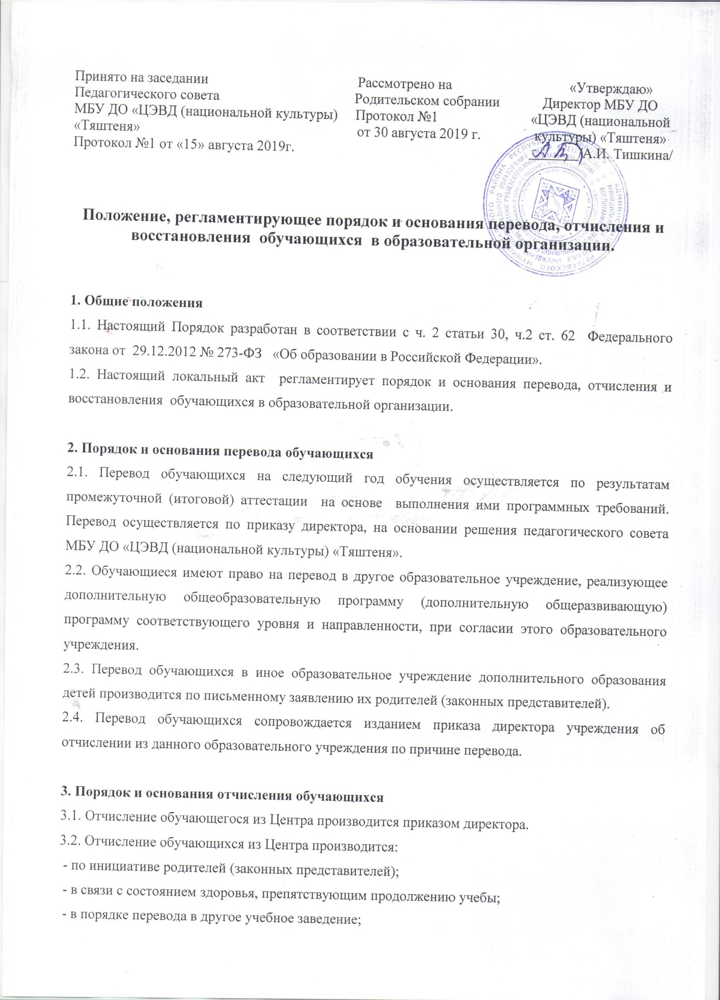 Принято на заседании
Педагогического совета
МБУ ДО «ЦЭВД (национальной культуры)
«Тяштеня»
Протокол №1 от «15» августа 2019г.
Рассмотрено на
Родительском собрании
Протокол №1
от 30 августа 2019 г.
«Утверждаю»
Директор МБУ ДО
«ЦЭВД (национальной
культуры) «Тяштеня»
/А.И. Тишкина/
Положение, регламентирующее порядок и основания перевода, отчисления и
восстановления обучающихся в образовательной организации.
1. Общие положения
1.1. Настоящий Порядок разработан в соответствии с ч. 2 статьи 30, ч.2 ст. 62 Федерального
закона от 29.12.2012 № 273-ФЗ «Об образовании в Российской Федерации».
1.2. Настоящий локальный акт регламентирует порядок и основания перевода, отчисления и
восстановления обучающихся в образовательной организации.
2. Порядок и основания перевода обучающихся
2.1. Перевод обучающихся на следующий год обучения осуществляется по результатам
промежуточной (итоговой) аттестации на основе выполнения ими программных требований.
Перевод осуществляется по приказу директора, на основании решения педагогического совета
МБУ ДО «ЦЭВД (национальной культуры) «Тяштеня».
2.2. Обучающиеся имеют право на перевод в другое образовательное учреждение, реализующее
дополнительную общеобразовательную программу (дополнительную общеразвивающую)
программу соответствующего уровня и направленности, при согласии этого образовательного
учреждения.
2.3. Перевод обучающихся в иное образовательное учреждение дополнительного образования
детей производится по письменному заявлению их родителей (законных представителей).
2.4. Перевод обучающихся сопровождается изданием приказа директора учреждения об
отчислении из данного образовательного учреждения по причине перевода.
3. Порядок и основания отчисления обучающихся
3.1. Отчисление обучающегося из Центра производится приказом директора.
3.2. Отчисление обучающихся из Центра производится:
- по инициативе родителей (законных представителей);
- в связи с состоянием здоровья, препятствующим продолжению учебы;
- в порядке перевода в другое учебное заведение;